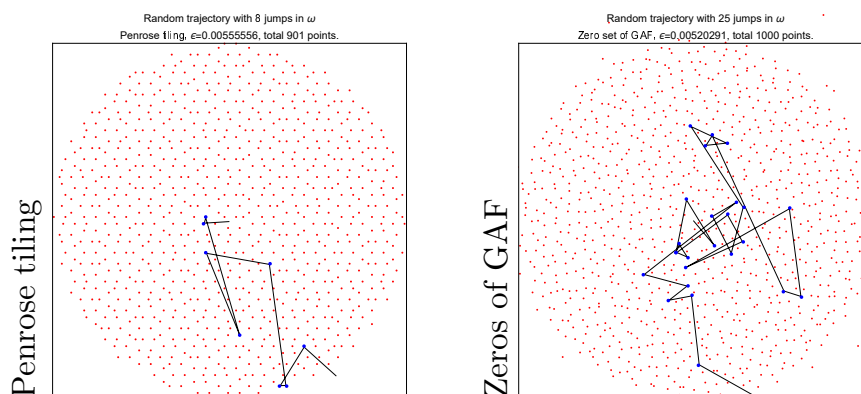 Random trajectory with 8 jumps in ω
Penrose tiling, ϵ=0.00555556, total 901 points.
Penrose tiling
Random trajectory with 25 jumps in ω
Zero set of GAF, ϵ=0.00520291, total 1000 points.
Zeros of GAF